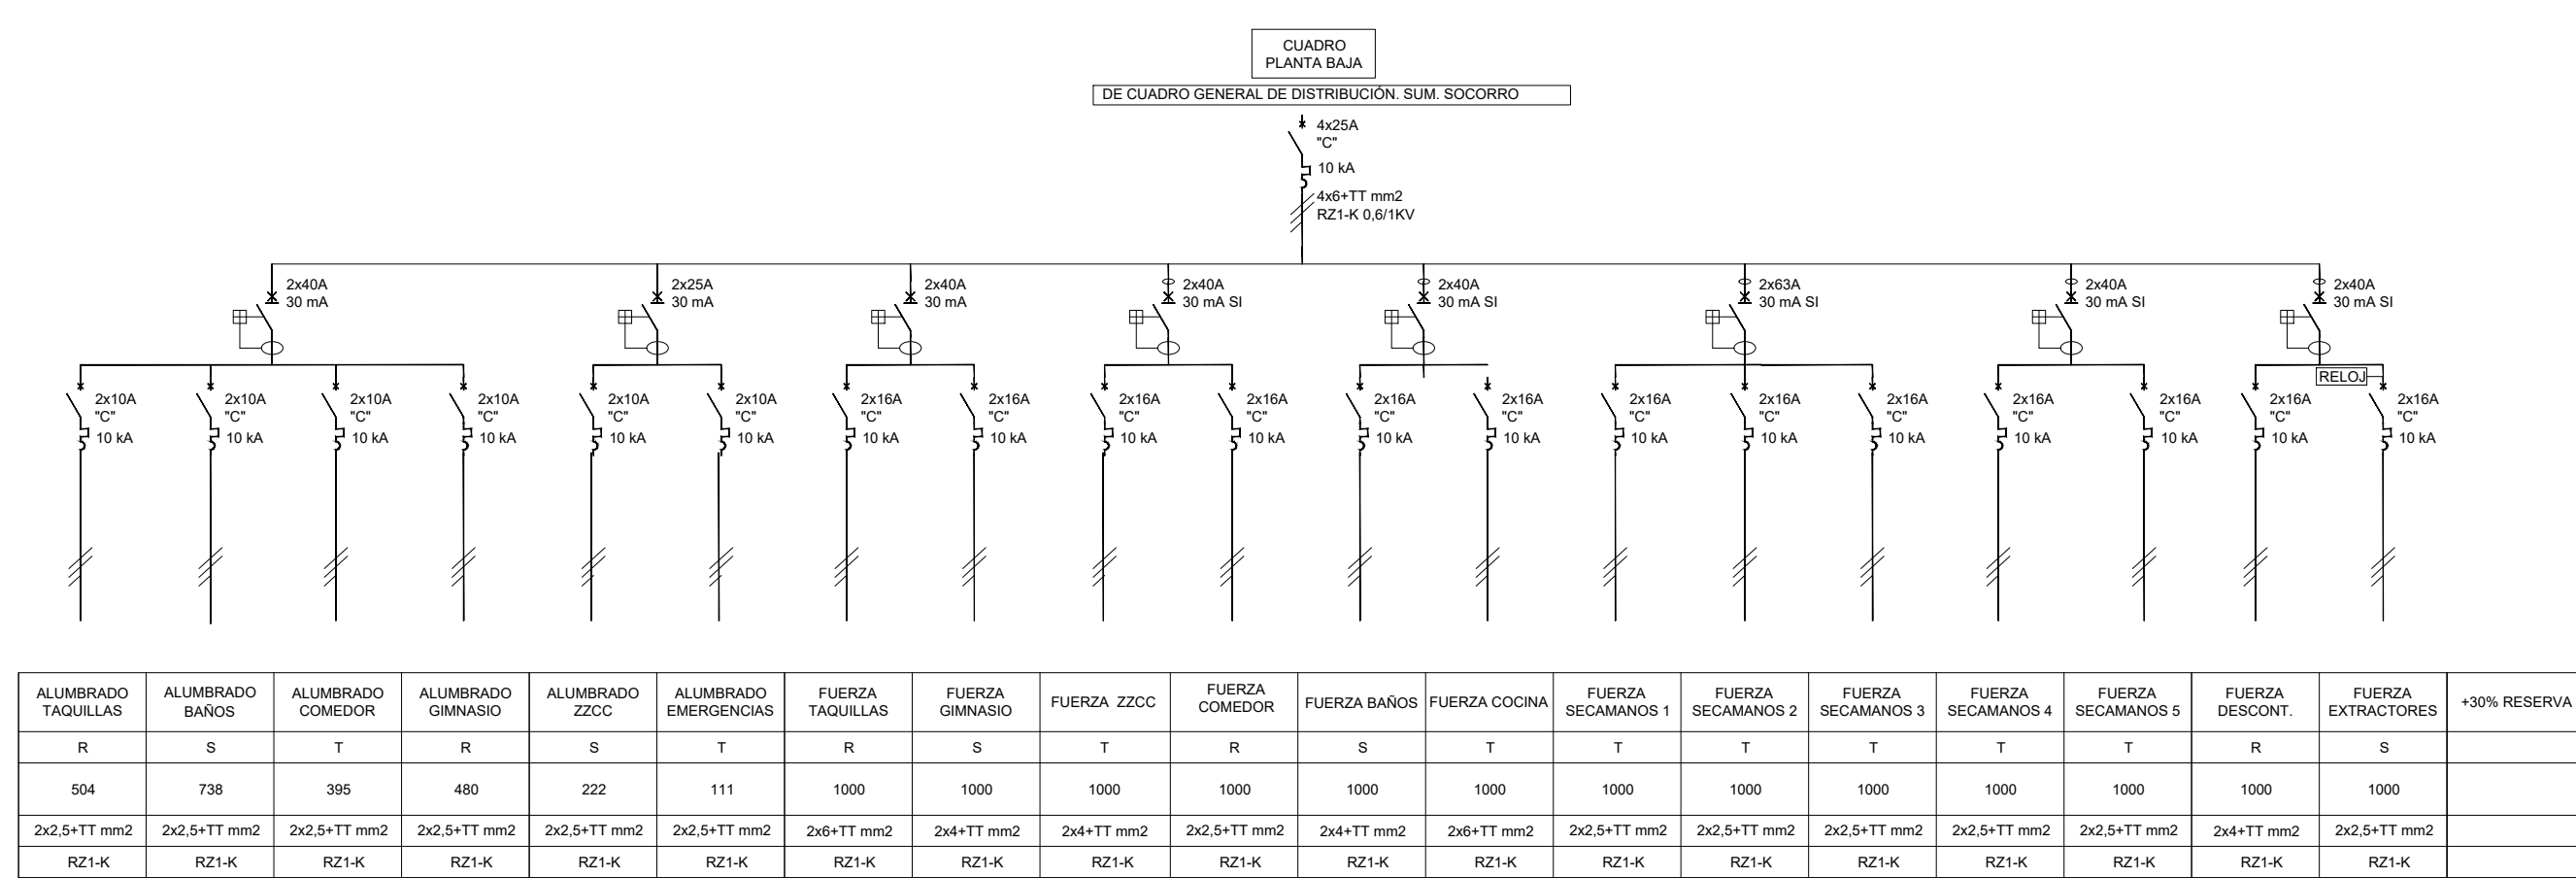 CUADRO
PLANTA BAJA
DE CUADRO GENERAL DE DISTRIBUCIÓN. SUM. SOCORRO
4x25A
"C"
10 kA
4x6+TT mm2
RZ1-K 0,6/1KV
2x40A 2x25A 2x40A 2x40A 2x40A 2x63A 2x40A 2x40A
30 mA 30 mA 30 mA 30 mA SI 30 mA SI 30 mA SI 30 mA SI 30 mA SI
RELOJ
2x10A 2x10A 2x10A 2x10A 2x10A 2x10A 2x16A 2x16A 2x16A 2x16A 2x16A 2x16A 2x16A 2x16A 2x16A 2x16A 2x16A 2x16A 2x16A
"C" "C" "C" "C" "C" "C" "C" "C" "C" "C" "C" "C" "C" "C" "C" "C" "C" "C" "C"
10 kA 10 kA 10 kA 10 kA 10 kA 10 kA 10 kA 10 kA 10 kA 10 kA 10 kA 10 kA 10 kA 10 kA 10 kA 10 kA 10 kA 10 kA 10 kA
ALUMBRADO ALUMBRADO ALUMBRADO ALUMBRADO ALUMBRADO ALUMBRADO FUERZA FUERZA FUERZA ZZCC FUERZA FUERZA BAÑOS FUERZA COCINA FUERZA FUERZA FUERZA FUERZA FUERZA FUERZA FUERZA +30% RESERVA
TAQUILLAS BAÑOS COMEDOR GIMNASIO ZZCC EMERGENCIAS TAQUILLAS GIMNASIO COMEDOR SECAMANOS 1 SECAMANOS 2 SECAMANOS 3 SECAMANOS 4 SECAMANOS 5 DESCONT. EXTRACTORES
R S T R S T R S T R S T T T T T T R S
504 738 395 480 222 111 1000 1000 1000 1000 1000 1000 1000 1000 1000 1000 1000 1000 1000
2x2,5+TT mm2 2x2,5+TT mm2 2x2,5+TT mm2 2x2,5+TT mm2 2x2,5+TT mm2 2x2,5+TT mm2 2x6+TT mm2 2x4+TT mm2 2x4+TT mm2 2x2,5+TT mm2 2x4+TT mm2 2x6+TT mm2 2x2,5+TT mm2 2x2,5+TT mm2 2x2,5+TT mm2 2x2,5+TT mm2 2x2,5+TT mm2 2x4+TT mm2 2x2,5+TT mm2
RZ1-K RZ1-K RZ1-K RZ1-K RZ1-K RZ1-K RZ1-K RZ1-K RZ1-K RZ1-K RZ1-K RZ1-K RZ1-K RZ1-K RZ1-K RZ1-K RZ1-K RZ1-K RZ1-K